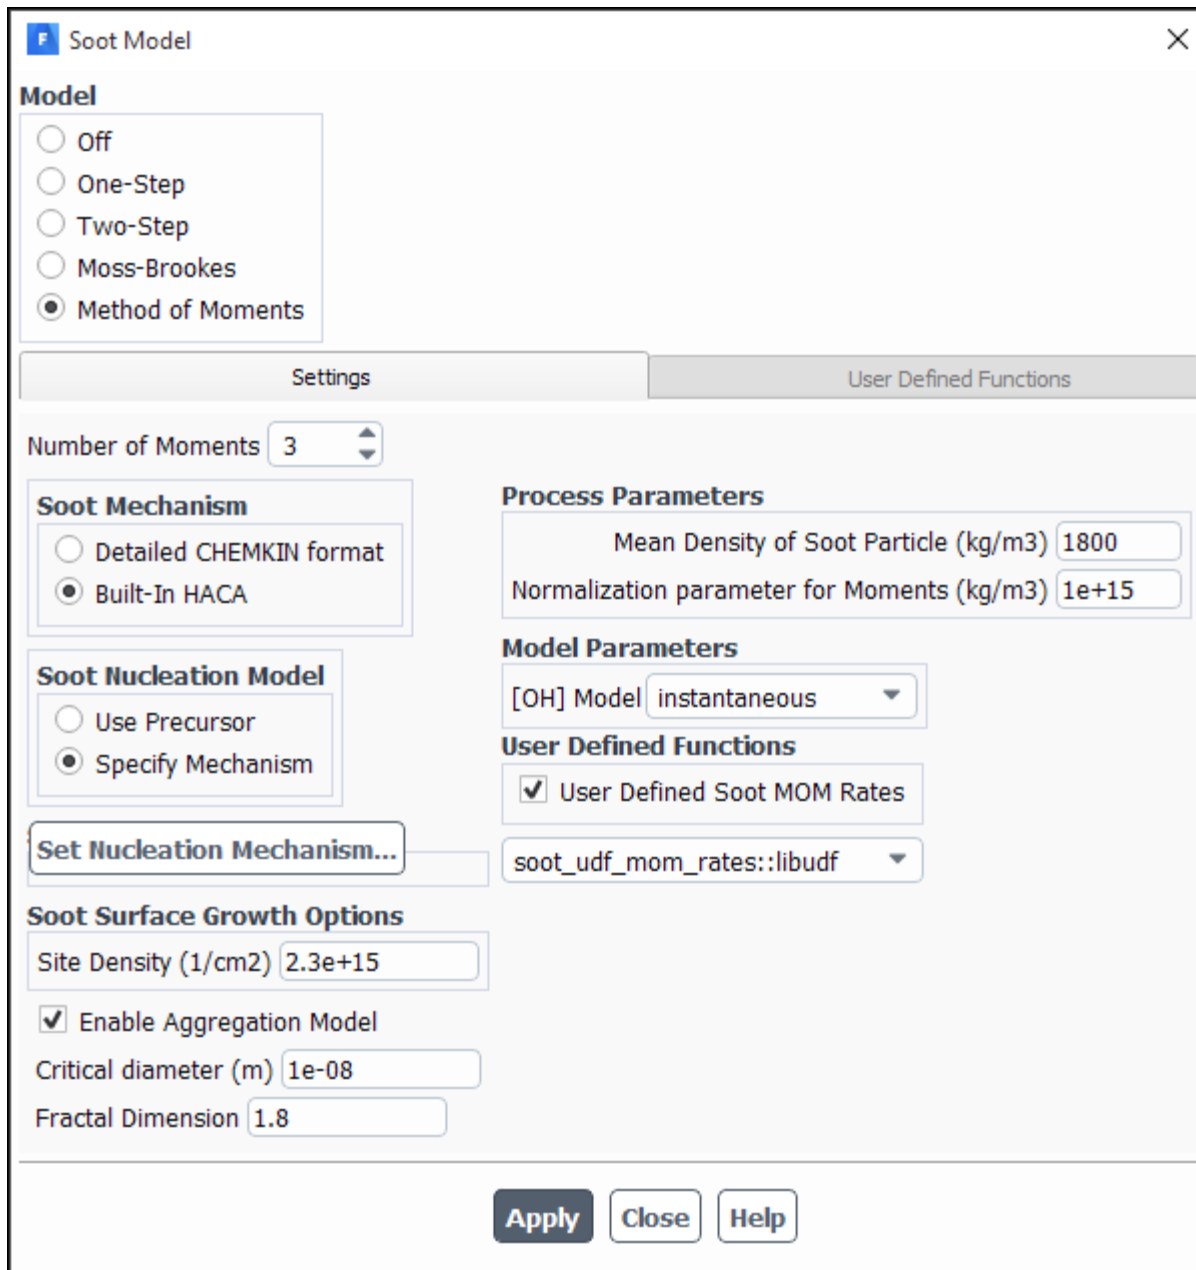 F Soot Model
Model
Off
One-Step
Two-Step
Moss-Brookes
Method of Moments
Settings
User Defined Functions
Number of Moments 3
Soot Mechanism
Detailed CHEMKIN format
Built-In HACA
Soot Nucleation Model
Use Precursor
Specify Mechanism
Set Nucleation Mechanism...
Soot Surface Growth Options
Site Density (1/cm2) 2.3e+15
Enable Aggregation Model
Critical diameter (m) 1e-08
Fractal Dimension 1.8
Process Parameters
Mean Density of Soot Particle (kg/m3) 1800
Normalization parameter for Moments (kg/m3) 1e+15
Model Parameters
[OH] Model instantaneous
User Defined Functions
User Defined Soot MOM Rates
soot_udf_mom_rates::libudf
Apply
Close
Help